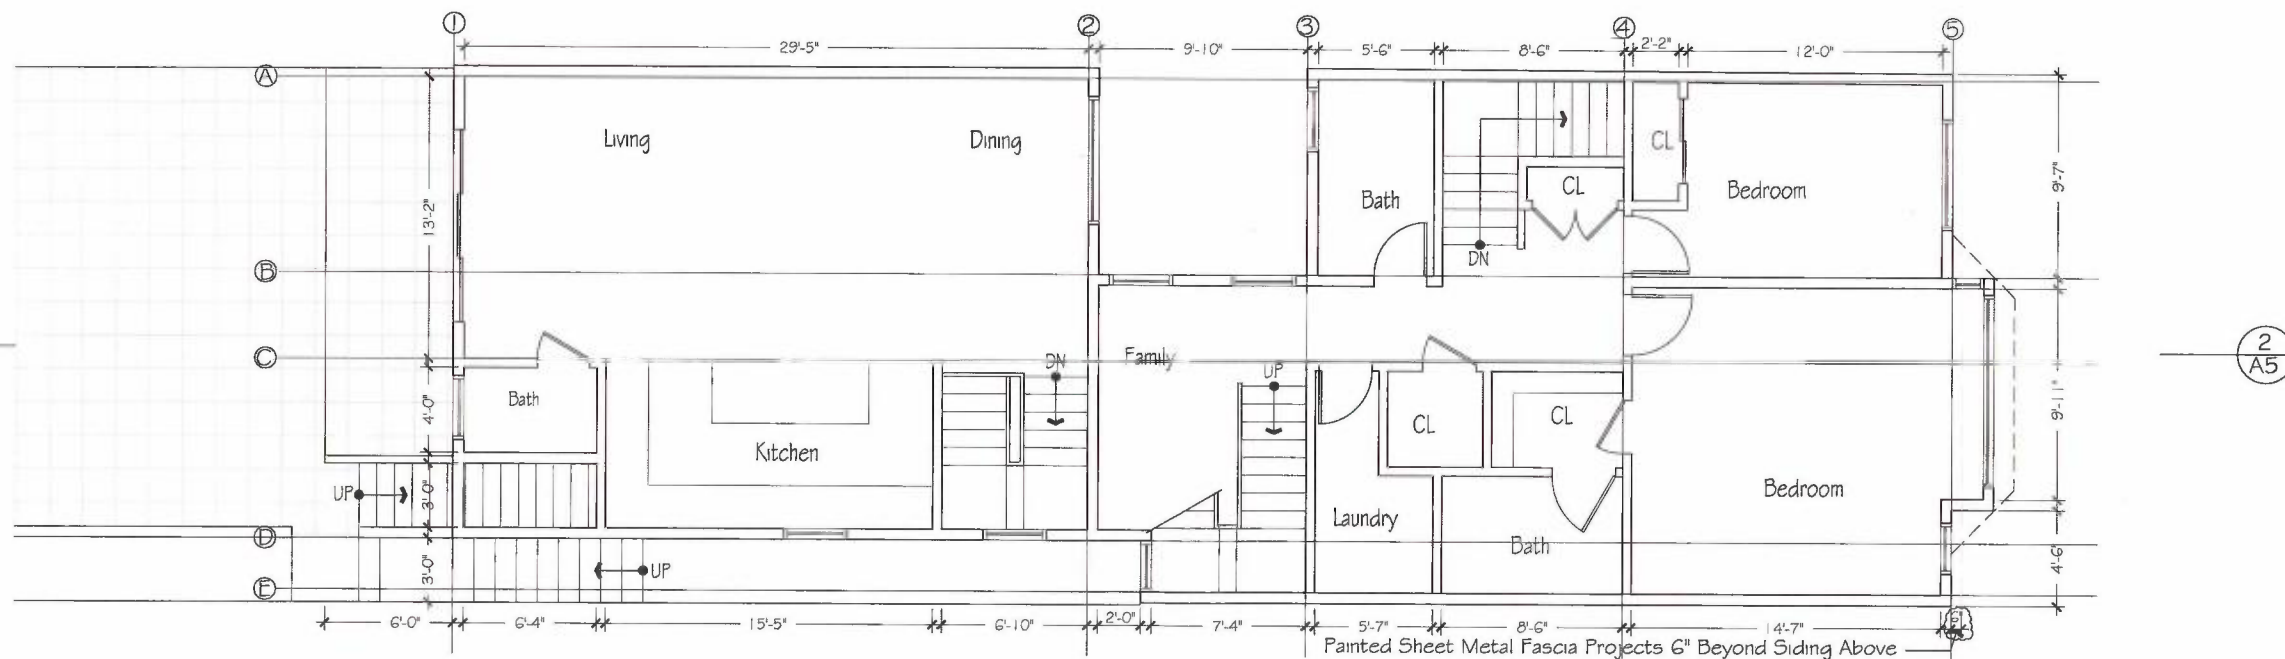 1 2 3 4 5
29'-5" 9'-10" 5'-6" 8'-6" 2'-2" 12'-0"
A
Living Dining
CL
CL
Bedroom
Bath
13'-2"
9'-7"
B
DN
C
DN
Family
UP
2
A5
4'-0"
Bath
9'-11"
CL
CL
Kitchen
UP
3'-0"
Bedroom
Laundry
D
Bath
UP
3'-0"
4'-6"
E
6'-0" 6'-4" 15'-5" 6'-10" 2'-0" 7'-4" 5'-7" 8'-6" 14'-7"
Painted Sheet Metal Fascia Projects 6" Beyond Siding Above